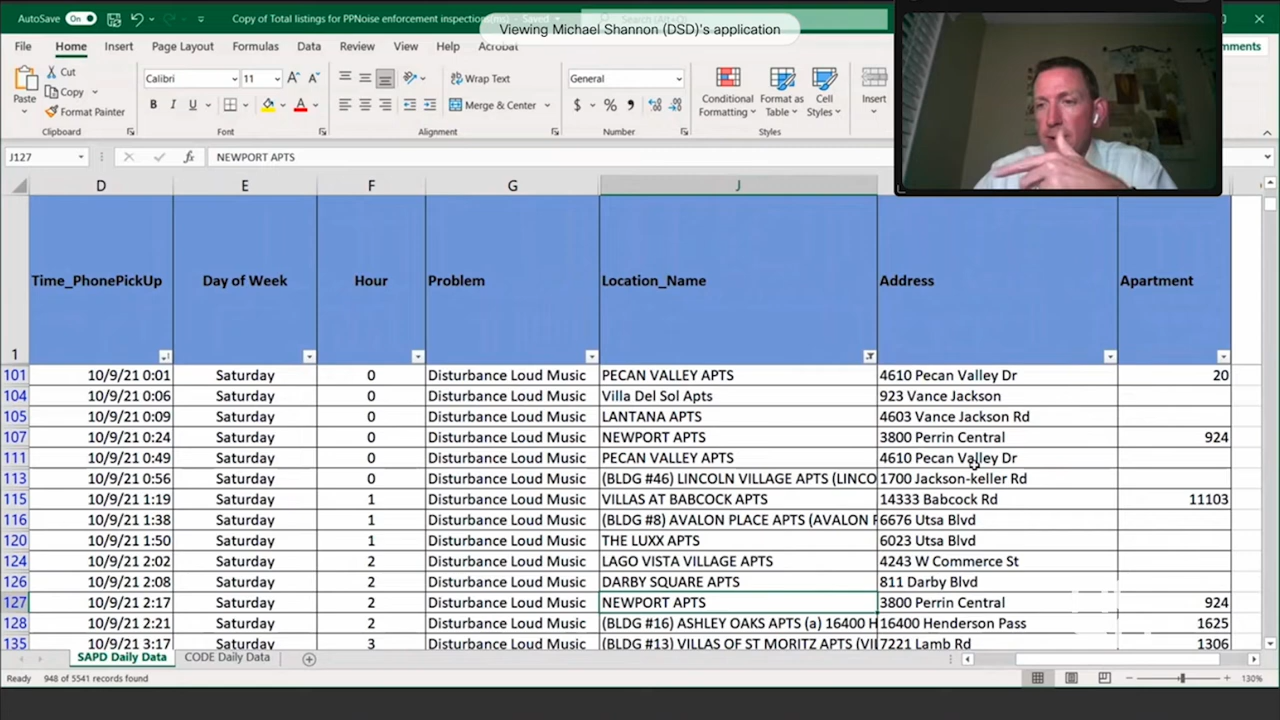 AutoSave On Copy of Total listings for PPNoise enforcement inspections
Viewing Michael Shannon (DSD)'s application
File Home Insert Page Layout Formulas Data Review View Help Acrobat
Paste Cut Copy Format Painter
Calibri 11
Wrap Text
Merge & Center
General
Conditional Formatting Format as Table Cell Styles Insert
Clipboard Font Alignment Number Styles
J127 fx NEWPORT APTS
D E F G J
1 Time_PhonePickUp Day of Week Hour Problem Location_Name Address Apartment
101 10/9/21 0:01 Saturday 0 Disturbance Loud Music PECAN VALLEY APTS 4610 Pecan Valley Dr 20
104 10/9/21 0:06 Saturday 0 Disturbance Loud Music Villa Del Sol Apts 923 Vance Jackson
105 10/9/21 0:09 Saturday 0 Disturbance Loud Music LANTANA APTS 4603 Vance Jackson Rd
107 10/9/21 0:24 Saturday 0 Disturbance Loud Music NEWPORT APTS 3800 Perrin Central 924
111 10/9/21 0:49 Saturday 0 Disturbance Loud Music PECAN VALLEY APTS 4610 Pecan Valley Dr
113 10/9/21 0:56 Saturday 0 Disturbance Loud Music (BLDG #46) LINCOLN VILLAGE APTS (LINCO 1700 Jackson-keller Rd
115 10/9/21 1:19 Saturday 1 Disturbance Loud Music VILLAS AT BABCOCK APTS 14333 Babcock Rd 11103
116 10/9/21 1:38 Saturday 1 Disturbance Loud Music (BLDG #8) AVALON PLACE APTS (AVALON 6676 Utsa Blvd
120 10/9/21 1:50 Saturday 1 Disturbance Loud Music THE LUXX APTS 6023 Utsa Blvd
124 10/9/21 2:02 Saturday 2 Disturbance Loud Music LAGO VISTA VILLAGE APTS 4243 W Commerce St
126 10/9/21 2:08 Saturday 2 Disturbance Loud Music DARBY SQUARE APTS 811 Darby Blvd
127 10/9/21 2:17 Saturday 2 Disturbance Loud Music NEWPORT APTS 3800 Perrin Central 924
128 10/9/21 2:21 Saturday 2 Disturbance Loud Music (BLDG #16) ASHLEY OAKS APTS (a) 16400 H 16400 Henderson Pass 1625
135 10/9/21 3:17 Saturday 3 Disturbance Loud Music (BLDG #13) VILLAS OF ST MORITZ APTS (VI 7221 Lamb Rd 1306
SAPD Daily Data CODE Daily Data
Ready 948 of 5541 records found 130%